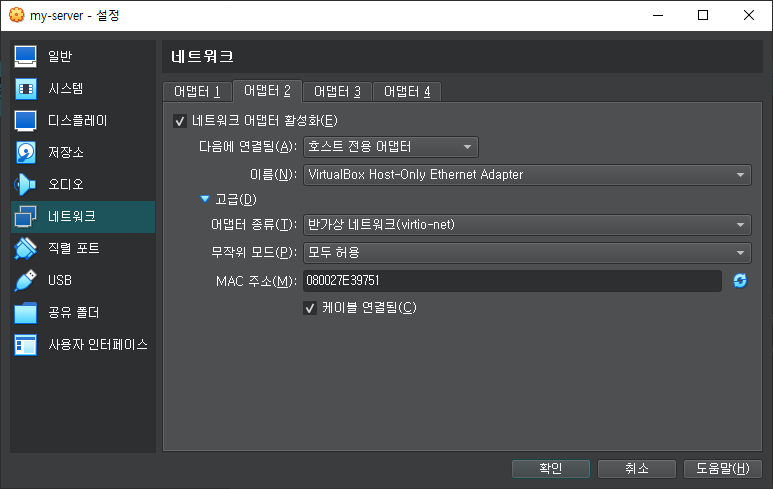 my-server - 설정
일반
시스템
디스플레이
저장소
오디오
네트워크
직렬 포트
USB
공유 폴더
사용자 인터페이스
네트워크
어댑터 1 어댑터 2 어댑터 3 어댑터 4
네트워크 어댑터 활성화(E)
다음에 연결됨(A): 호스트 전용 어댑터
이름(N): VirtualBox Host-Only Ethernet Adapter
고급(D)
어댑터 종류(T): 반가상 네트워크(virtio-net)
무작위 모드(P): 모두 허용
MAC 주소(M): 080027E39751
케이블 연결됨(C)
확인 취소 도움말(H)